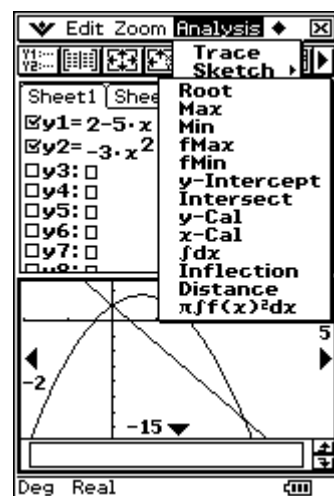 Edit Zoom Analysis
Trace
Sketch
Root
Max
Min
fMax
fMin
y-Intercept
Intersect
y-Cal
x-Cal
∫dx
Inflection
Distance
π∫f(x)²dx
Sheet1 Shee
y1=2-5·x
y2=-3·x²
y3:
y4:
y5:
y6:
y7:
5
-2
-15
Deg Real